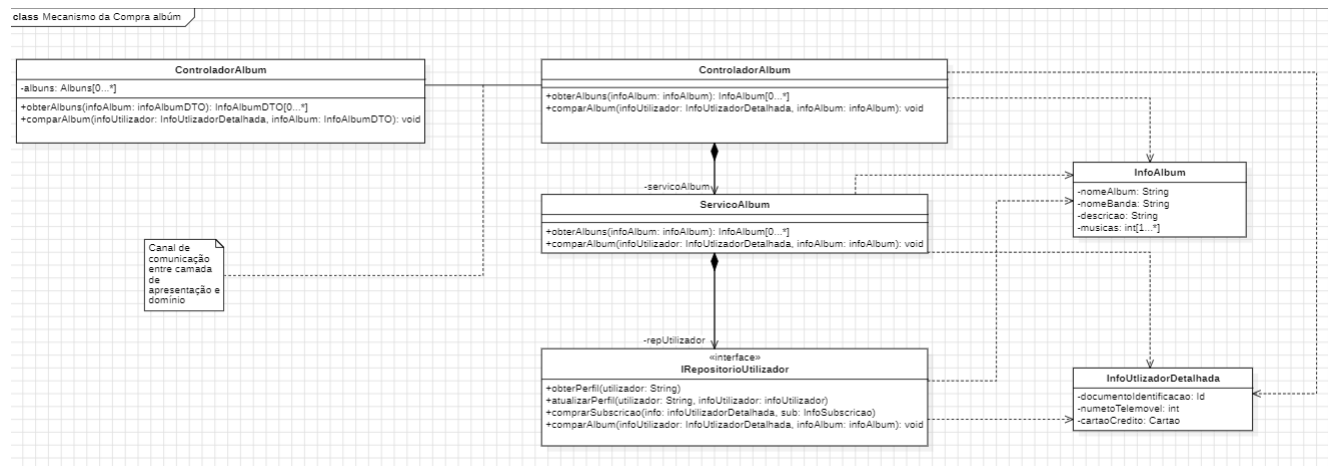 class Mecanismo da Compra albúm
ControladorAlbum
-albuns: Albuns[0...*]
+obterAlbuns(infoAlbum: infoAlbumDTO): InfoAlbumDTO[0...*]
+comparAlbum(infoUtilizador: InfoUtlizadorDetalhada, infoAlbum: InfoAlbumDTO): void
ControladorAlbum
+obterAlbuns(infoAlbum: infoAlbum): InfoAlbum[0...*]
+comparAlbum(infoUtilizador: InfoUtlizadorDetalhada, infoAlbum: infoAlbum): void
-servicoAlbum
ServicoAlbum
+obterAlbuns(infoAlbum: infoAlbum): InfoAlbum[0...*]
+comparAlbum(infoUtilizador: InfoUtlizadorDetalhada, infoAlbum: infoAlbum): void
InfoAlbum
-nomeAlbum: String
-nomeBanda: String
-descricao: String
-musicas: int[1...*]
Canal de
comunicação
entre camada
de
apresentação e
domínio
-repUtilizador
«interface»
IRepositorioUtilizador
+obterPerfil(utilizador: String)
+atualizarPerfil(utilizador: String, infoUtilizador: infoUtilizador)
+comprarSubscricao(info: infoUtilizadorDetalhada, sub: InfoSubscricao)
+comparAlbum(infoUtilizador: InfoUtlizadorDetalhada, infoAlbum: infoAlbum): void
InfoUtlizadorDetalhada
-documentoIdentificacao: Id
-numetoTelemovel: int
-cartaoCredito: Cartao